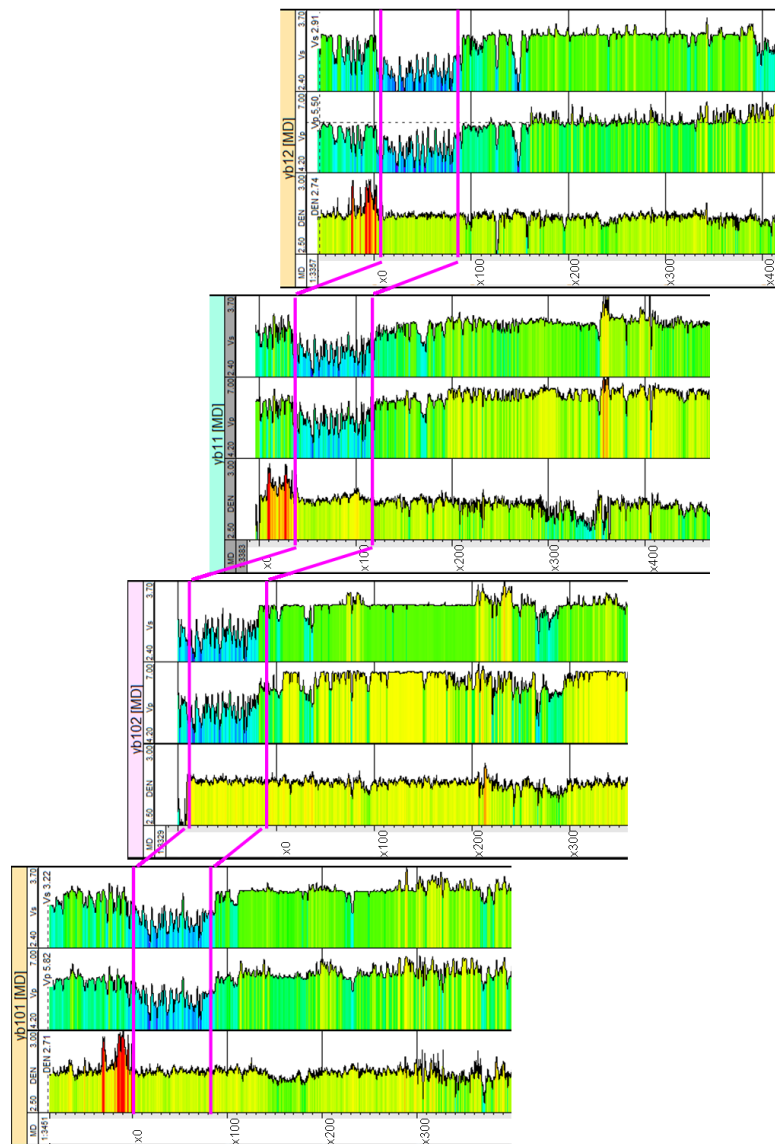 yb12 [MD]
MD 2.50 DEN 3.00 4.20 Vp 7.00 2.40 Vs 3.70
1:3357 DEN 2.74 Vp 5.50 Vs 2.91
x0
x100
x200
x300
x400
yb11 [MD]
MD 2.50 DEN 3.00 4.20 Vp 7.00 2.40 Vs 3.70
1:3383
x0
x100
x200
x300
x400
yb102 [MD]
MD 2.50 DEN 3.00 4.20 Vp 7.00 2.40 Vs 3.70
1:3329
x0
x100
x200
x300
yb101 [MD]
MD 2.50 DEN 3.00 4.20 Vp 7.00 2.40 Vs 3.70
1:3451 DEN 2.71 Vp 5.82 Vs 3.22
x0
x100
x200
x300